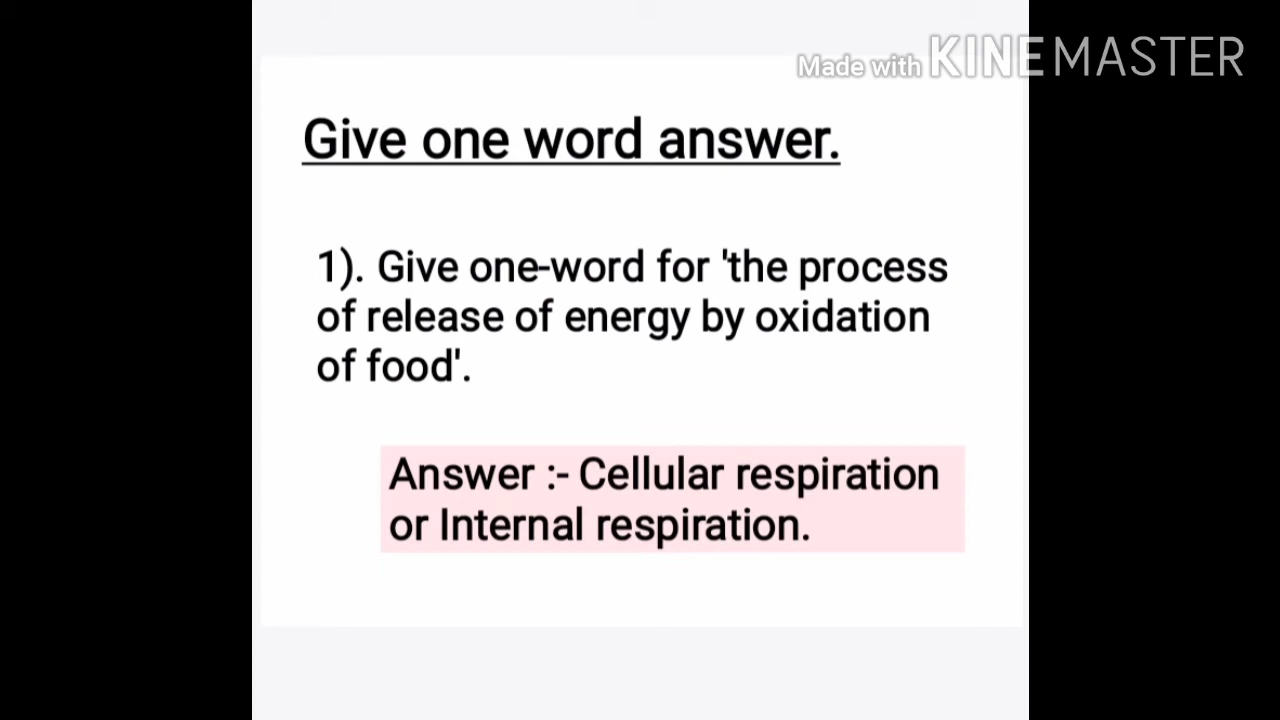 Made with KINEMASTER
Give one word answer.
1). Give one-word for 'the process
of release of energy by oxidation
of food'.
Answer :- Cellular respiration
or Internal respiration.